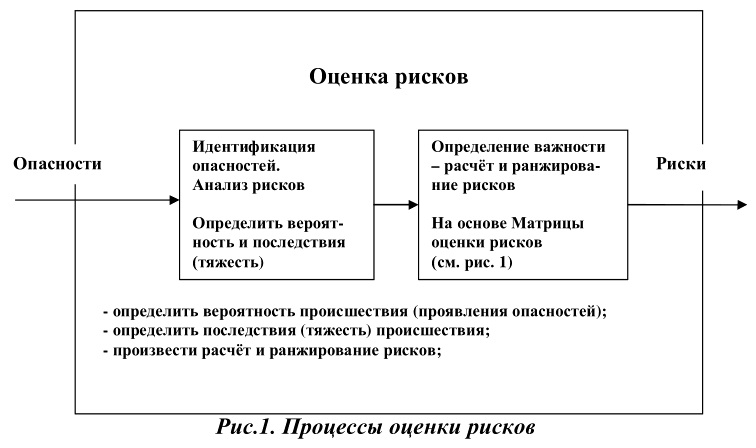 Оценка рисков
Опасности
Идентификация
опасностей.
Анализ рисков
Определить вероят-
ность и последствия
(тяжесть)
Определение важности
– расчёт и ранжирова-
ние рисков
На основе Матрицы
оценки рисков
(см. рис. 1)
Риски
- определить вероятность происшествия (проявления опасностей);
- определить последствия (тяжесть) происшествия;
- произвести расчёт и ранжирование рисков;
Рис.1. Процессы оценки рисков